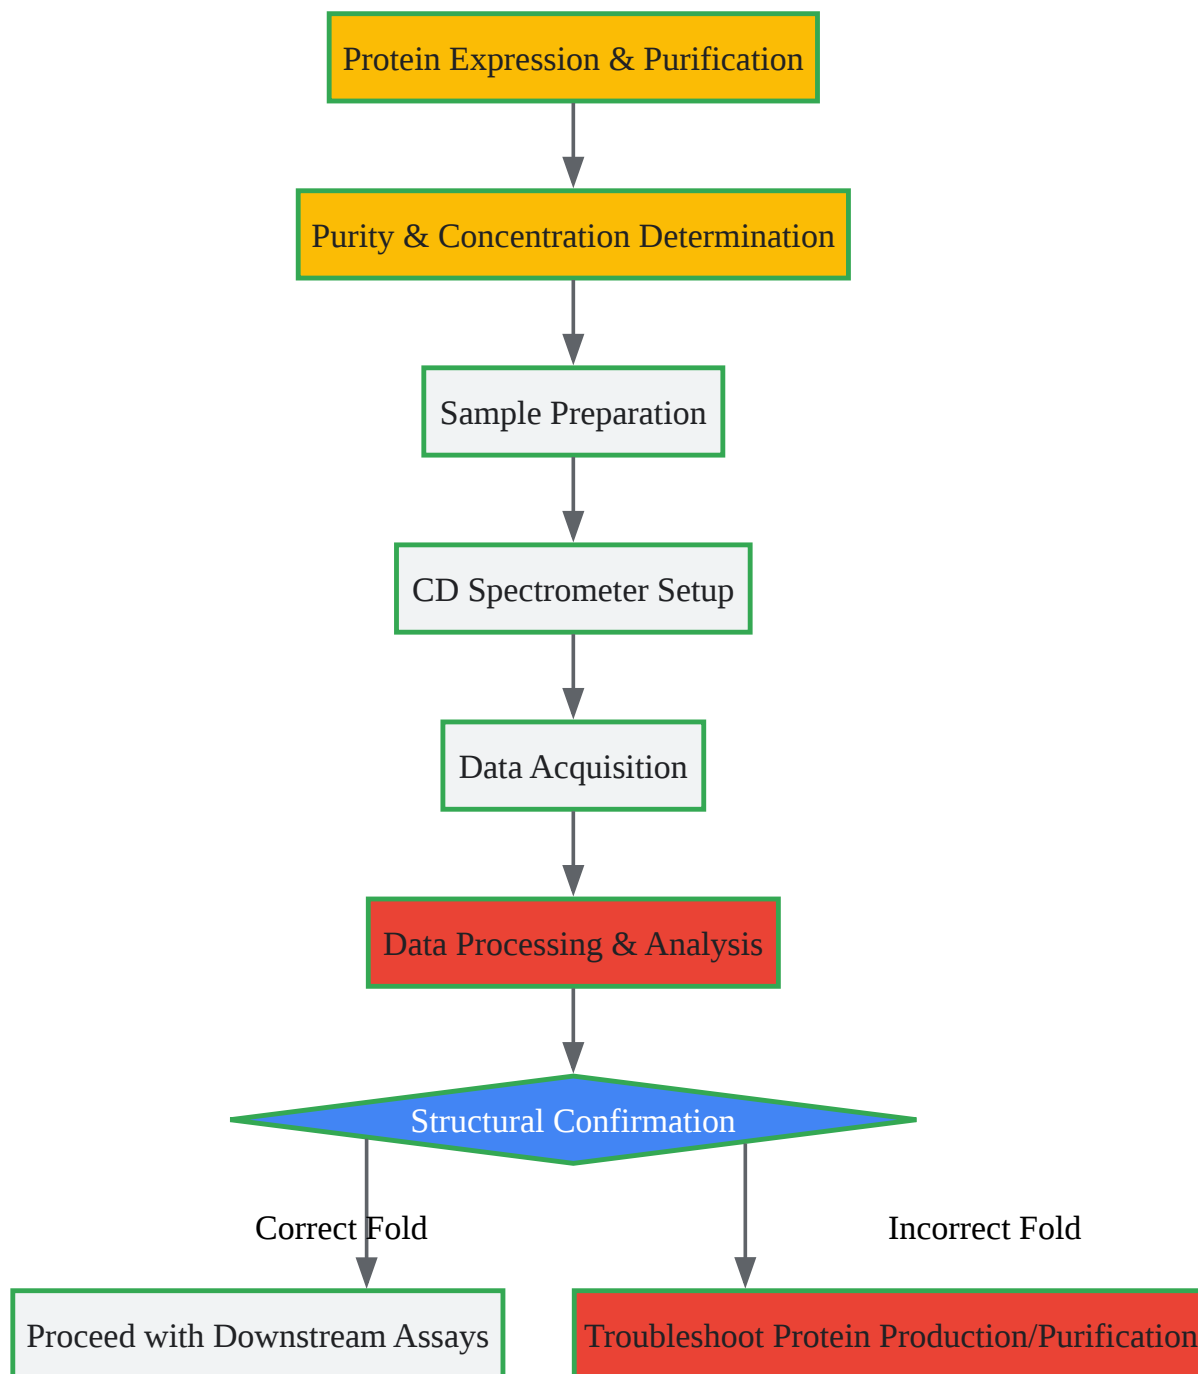 Protein Expression & Purification
Purity & Concentration Determination
Sample Preparation
CD Spectrometer Setup
Data Acquisition
Data Processing & Analysis
Structural Confirmation
Correct Fold
Incorrect Fold
Proceed with Downstream Assays
Troubleshoot Protein Production/Purification